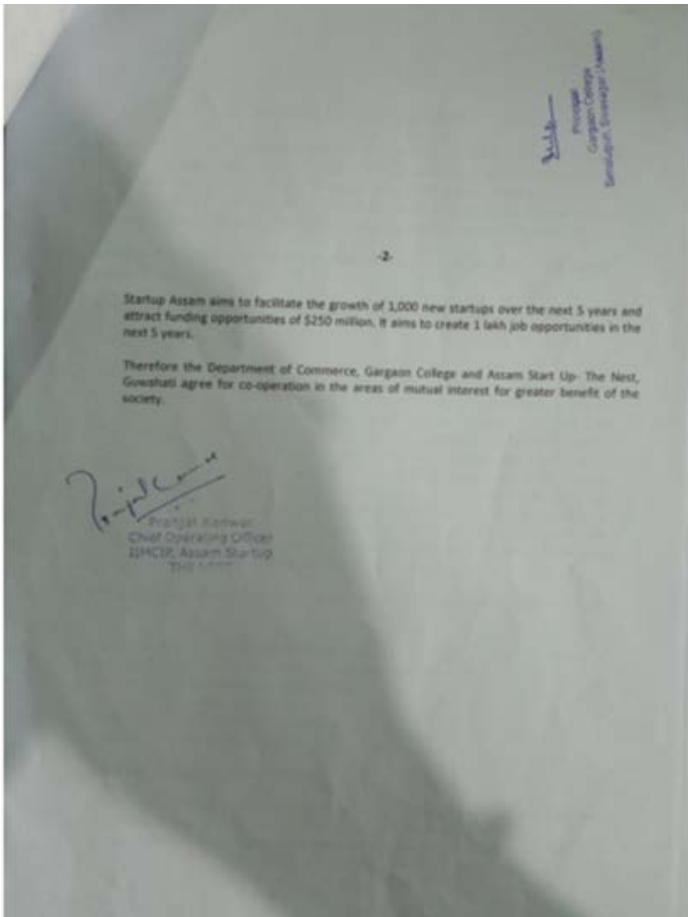 Principal
Gargaon College
-2-
Startup Assam aims to facilitate the growth of 1,000 new startups over the next 5 years and
attract funding opportunities of $250 million. It aims to create 1 lakh job opportunities in the
next 5 years.
Therefore the Department of Commerce, Gargaon College and Assam Start Up- The Nest,
Guwahati agree for co-operation in the areas of mutual interest for greater benefit of the
society.
Pranjal Konwar
Chief Operating Officer
IIMCIP, Assam Startup